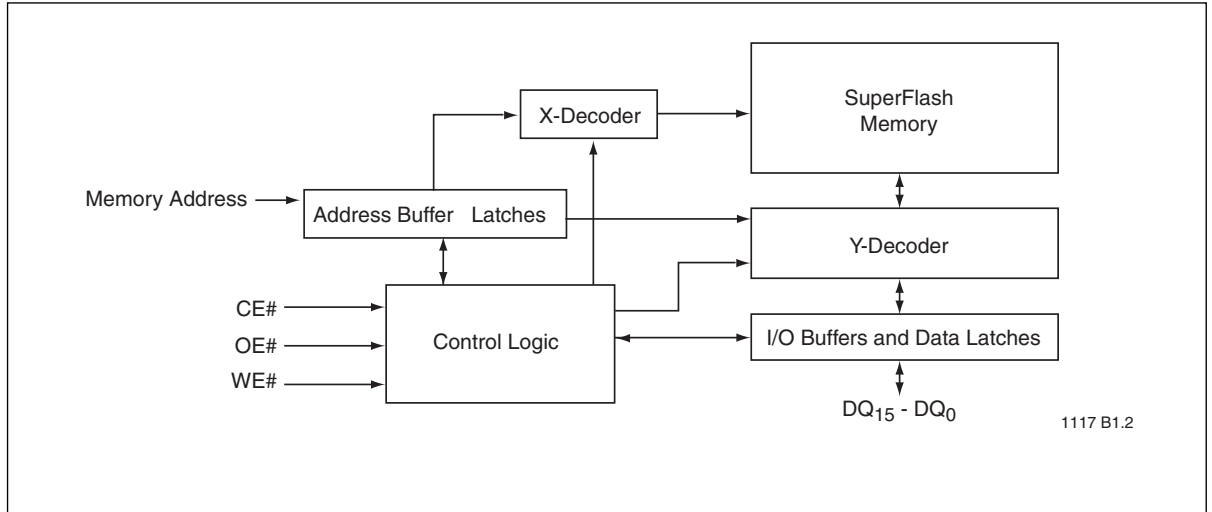 SuperFlash
Memory
X-Decoder
Memory Address
Address Buffer Latches
Y-Decoder
CE#
OE#
WE#
Control Logic
I/O Buffers and Data Latches
DQ15 - DQ0
1117 B1.2